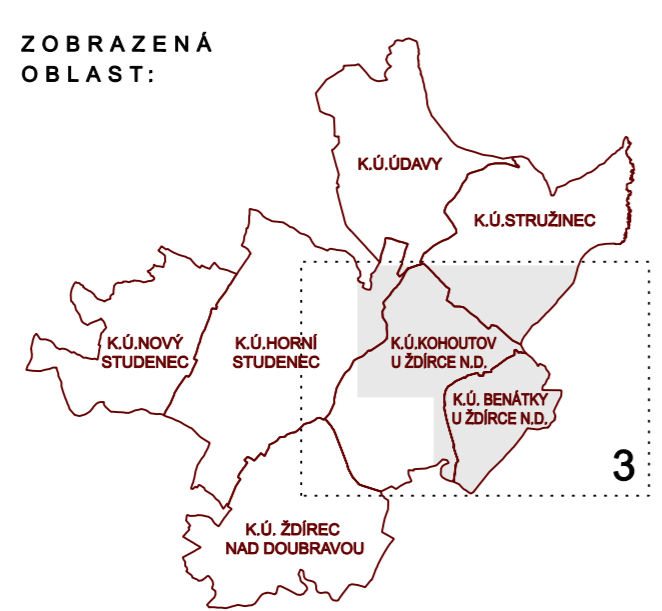 ZOBRAZENÁ
OBLAST:
K.Ú.ÚDAVY
K.Ú.STRUŽINEC
K.Ú.NOVÝ
STUDENEC
K.Ú.HORNÍ
STUDENEC
K.Ú.KOHOUTOV
U ŽDÍRCE N.D.
K.Ú. BENÁTKY
U ŽDÍRCE N.D.
3
K.Ú. ŽDÍREC
NAD DOUBRAVOU